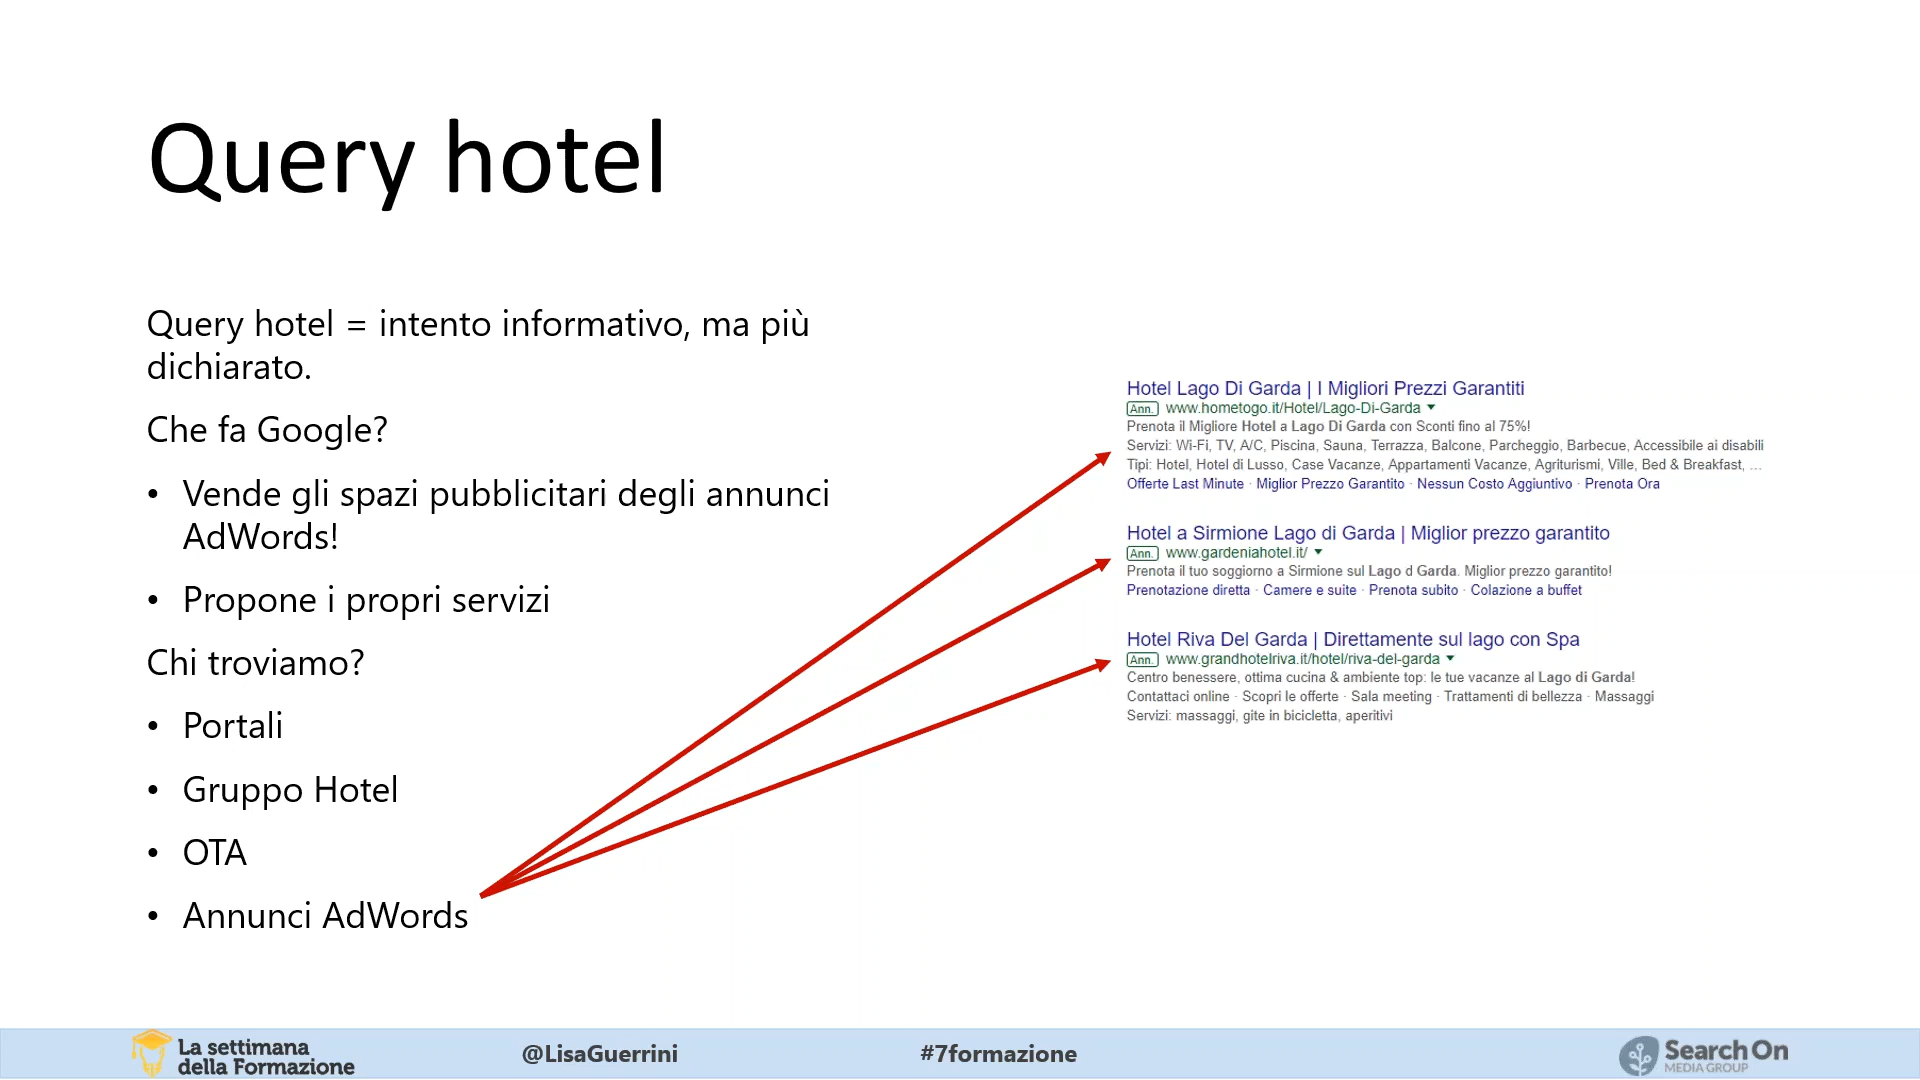 Query hotel
Query hotel = intento informativo, ma più
dichiarato.
Che fa Google?
• Vende gli spazi pubblicitari degli annunci
AdWords!
• Propone i propri servizi
Chi troviamo?
• Portali
• Gruppo Hotel
• OTA
• Annunci AdWords
Hotel Lago Di Garda | I Migliori Prezzi Garantiti
Ann. www.hometogo.it/Hotel/Lago-Di-Garda
Prenota il Migliore Hotel a Lago Di Garda con Sconti fino al 75%!
Servizi: Wi-Fi, TV, A/C, Piscina, Sauna, Terrazza, Balcone, Parcheggio, Barbecue, Accessibile ai disabili
Tipi: Hotel, Hotel di Lusso, Case Vacanze, Appartamenti Vacanze, Agriturismi, Ville, Bed & Breakfast, ...
Offerte Last Minute · Miglior Prezzo Garantito · Nessun Costo Aggiuntivo · Prenota Ora
Hotel a Sirmione Lago di Garda | Miglior prezzo garantito
Ann. www.gardeniahotel.it/
Prenota il tuo soggiorno a Sirmione sul Lago d Garda. Miglior prezzo garantito!
Prenotazione diretta · Camere e suite · Prenota subito · Colazione a buffet
Hotel Riva Del Garda | Direttamente sul lago con Spa
Ann. www.grandhotelriva.it/hotel/riva-del-garda
Centro benessere, ottima cucina & ambiente top: le tue vacanze al Lago di Garda!
Contattaci online · Scopri le offerte · Sala meeting · Trattamenti di bellezza · Massaggi
Servizi: massaggi, gite in bicicletta, aperitivi
La settimana
della Formazione
@LisaGuerrini
#7formazione
Search On
MEDIA GROUP